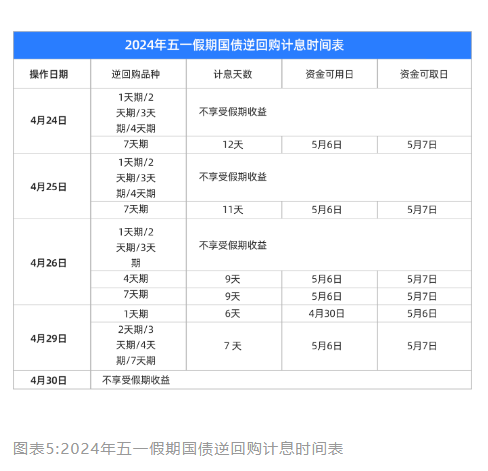 2024年五一假期国债逆回购计息时间表
操作日期 逆回购品种 计息天数 资金可用日 资金可取日
4月24日
1天期/2
天期/3天
期/4天期
不享受假期收益
7天期 12天 5月6日 5月7日
4月25日
1天期/2
天期/3天
期/4天期
不享受假期收益
7天期 11天 5月6日 5月7日
4月26日
1天期/2
天期/3天
期
不享受假期收益
4天期 9天 5月6日 5月7日
7天期 9天 5月6日 5月7日
4月29日
1天期 6天 4月30日 5月6日
2天期/3
天期/4天
期/7天期
7 天 5月6日 5月7日
4月30日 不享受假期收益
图表5:2024年五一假期国债逆回购计息时间表